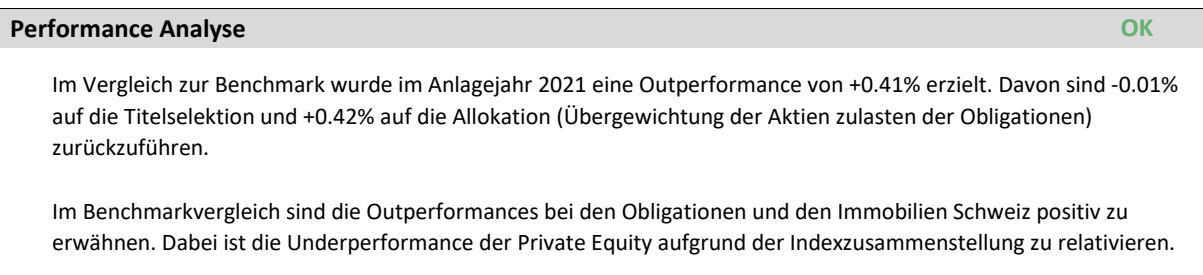 Performance Analyse OK
Im Vergleich zur Benchmark wurde im Anlagejahr 2021 eine Outperformance von +0.41% erzielt. Davon sind -0.01%
auf die Titelselektion und +0.42% auf die Allokation (Übergewichtung der Aktien zulasten der Obligationen)
zurückzuführen.
Im Benchmarkvergleich sind die Outperformances bei den Obligationen und den Immobilien Schweiz positiv zu
erwähnen. Dabei ist die Underperformance der Private Equity aufgrund der Indexzusammenstellung zu relativieren.